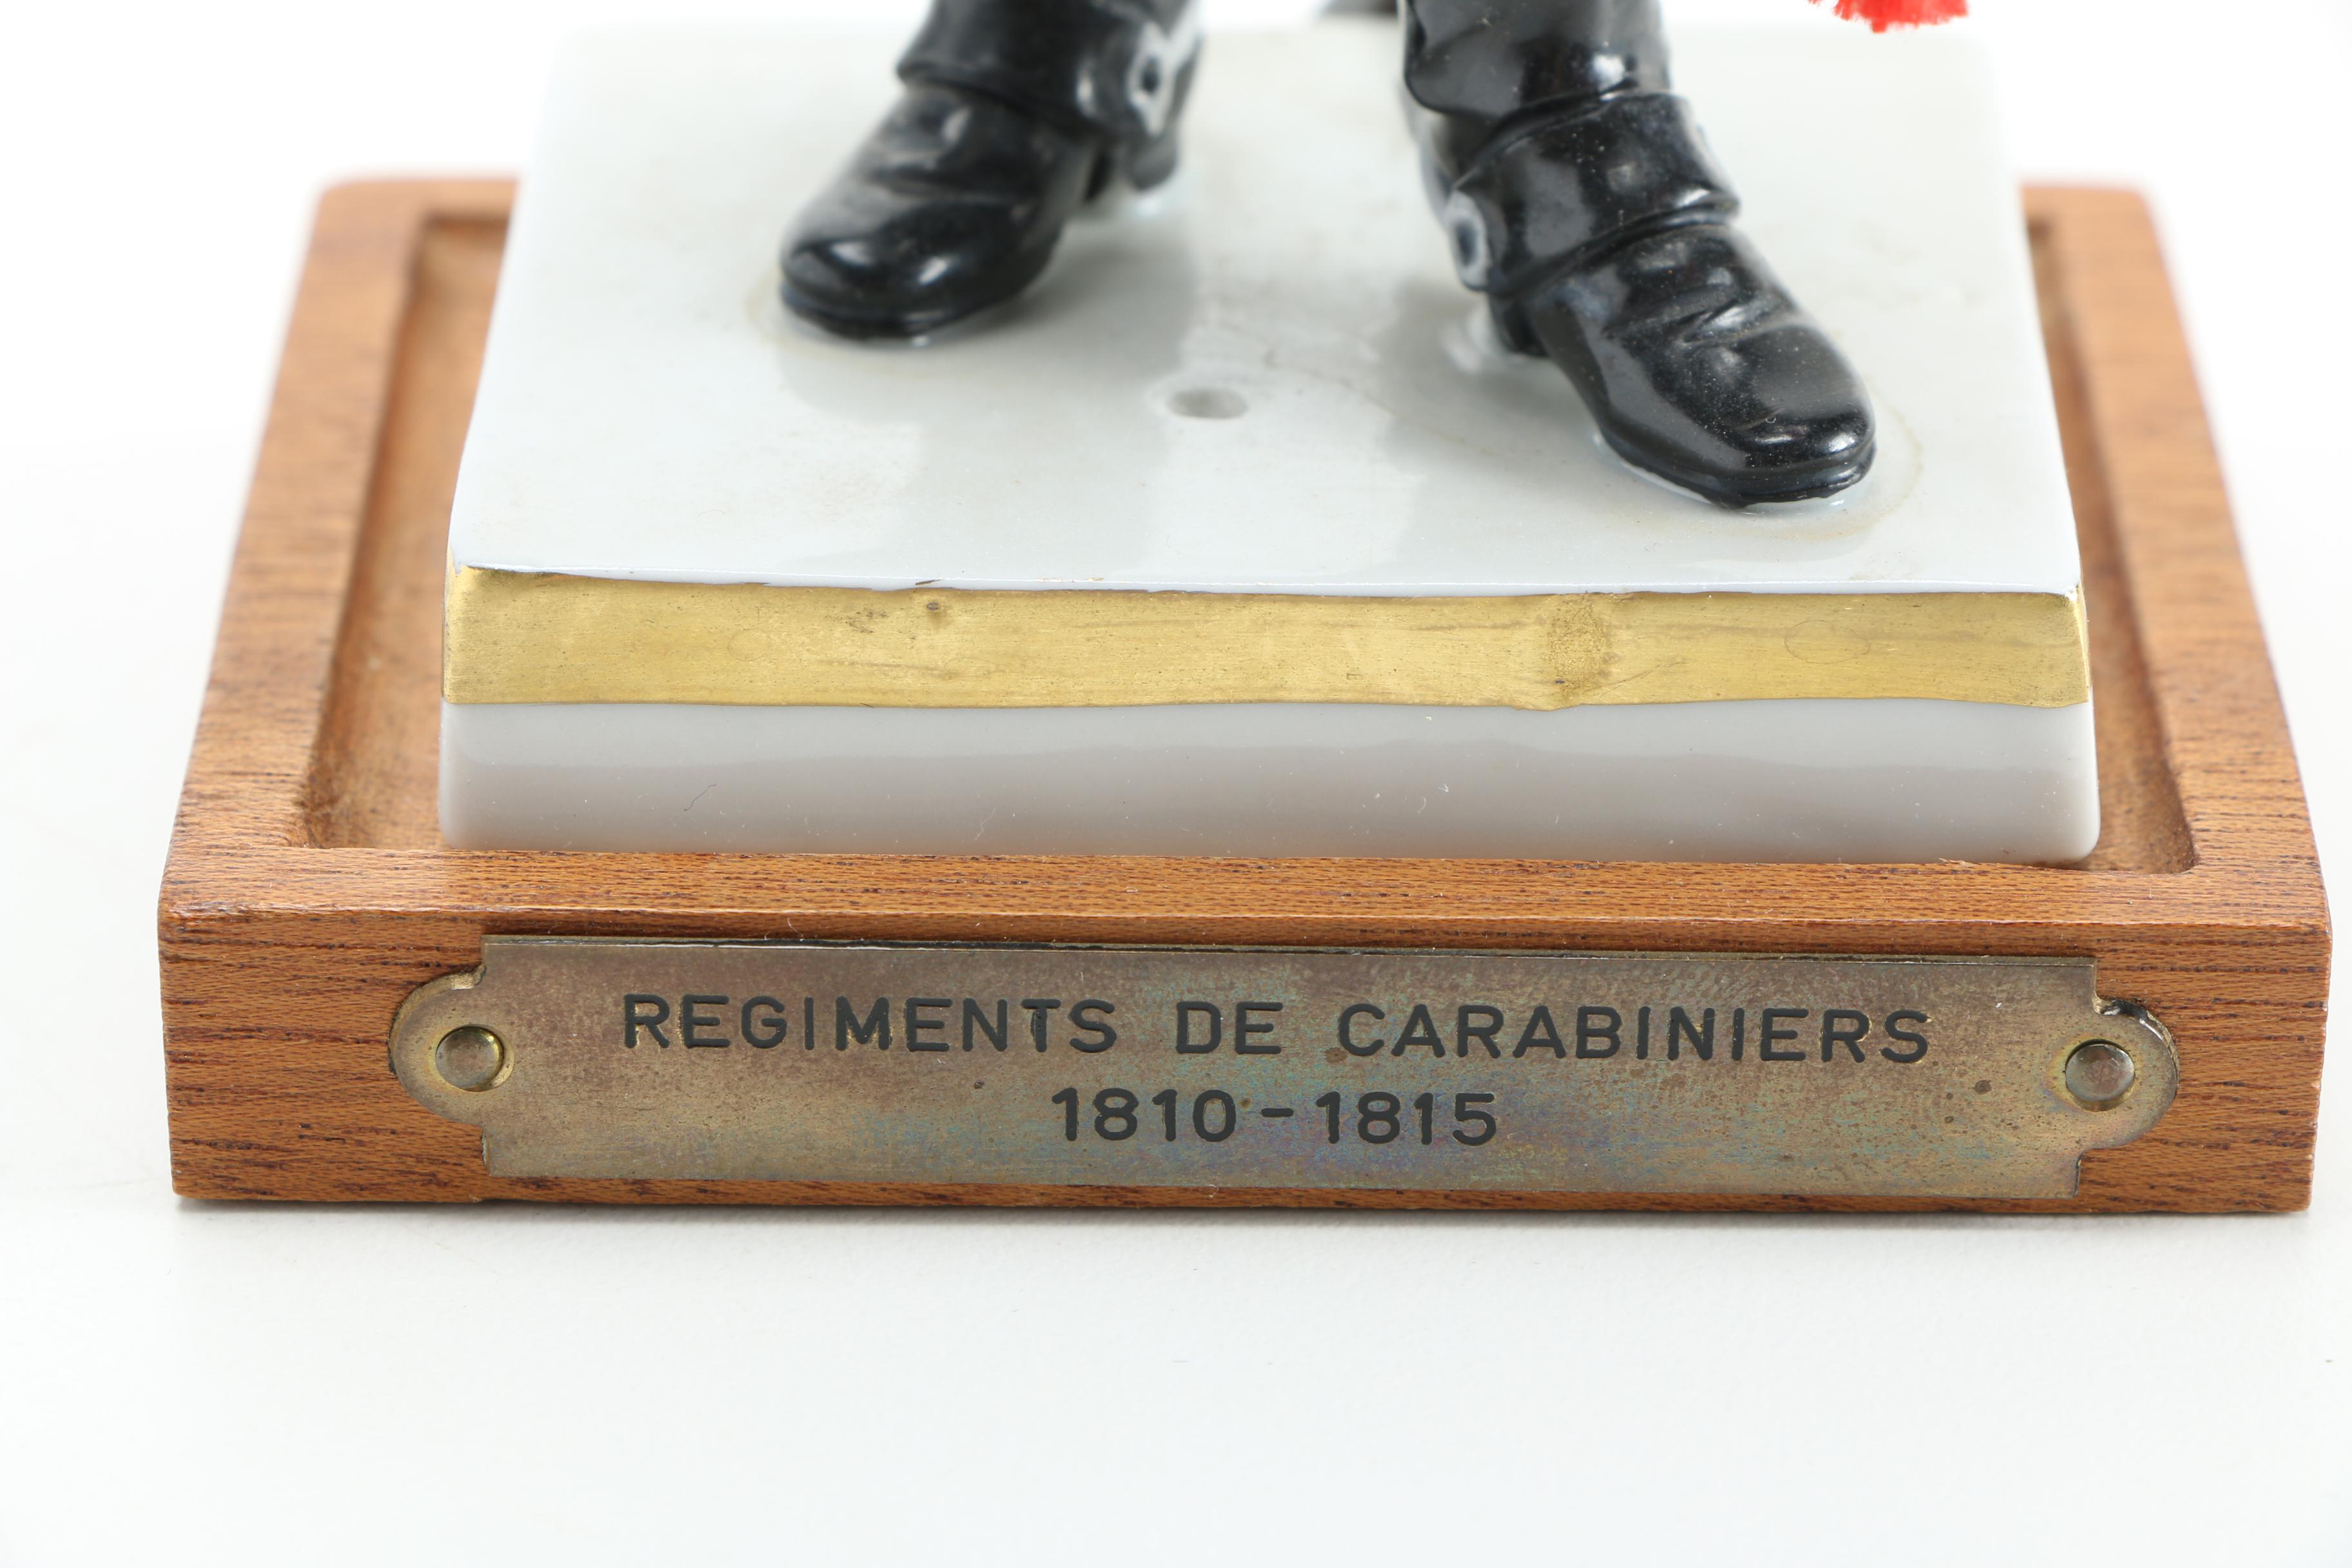 REGIMENTS DE CARABINIERS
1810-1815